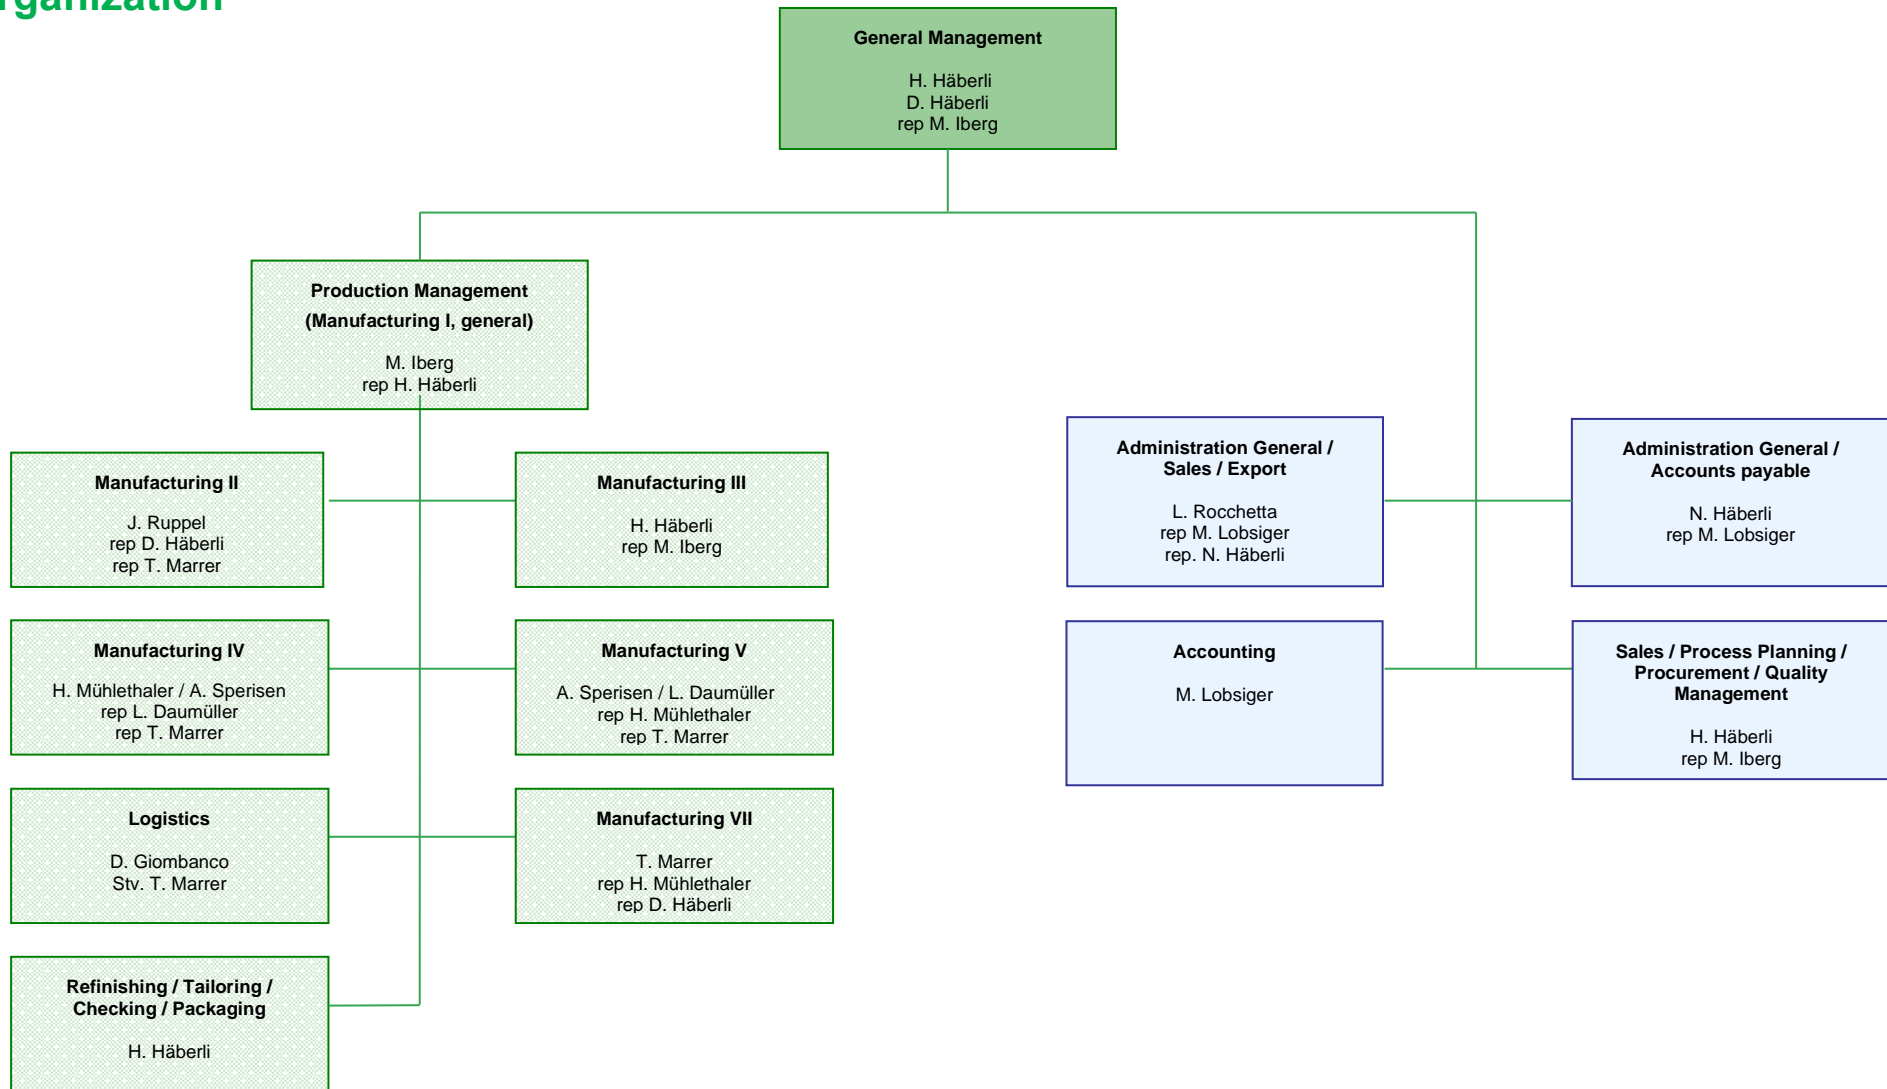 rganization
General Management
H. Häberli
D. Häberli
rep M. Iberg
Production Management
(Manufacturing I, general)
M. Iberg
rep H. Häberli
Manufacturing II
J. Ruppel
rep D. Häberli
rep T. Marrer
Manufacturing III
H. Häberli
rep M. Iberg
Administration General /
Sales / Export
L. Rocchetta
rep M. Lobsiger
rep. N. Häberli
Administration General /
Accounts payable
N. Häberli
rep M. Lobsiger
Manufacturing IV
H. Mühlethaler / A. Sperisen
rep L. Daumüller
rep T. Marrer
Manufacturing V
A. Sperisen / L. Daumüller
rep H. Mühlethaler
rep T. Marrer
Accounting
M. Lobsiger
Sales / Process Planning /
Procurement / Quality
Management
H. Häberli
rep M. Iberg
Logistics
D. Giombanco
Stv. T. Marrer
Manufacturing VII
T. Marrer
rep H. Mühlethaler
rep D. Häberli
Refinishing / Tailoring /
Checking / Packaging
H. Häberli